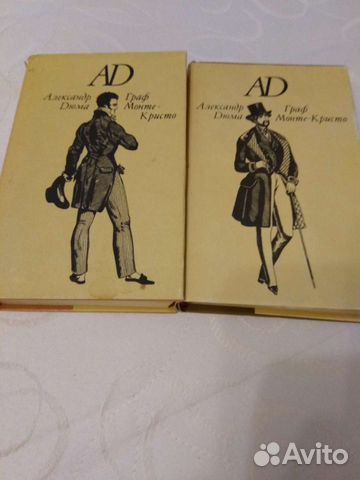 AD
Александр Граф
Дюма Монте-
Кристо
AD
Александр Граф
Дюма Монте-Кристо
Avito